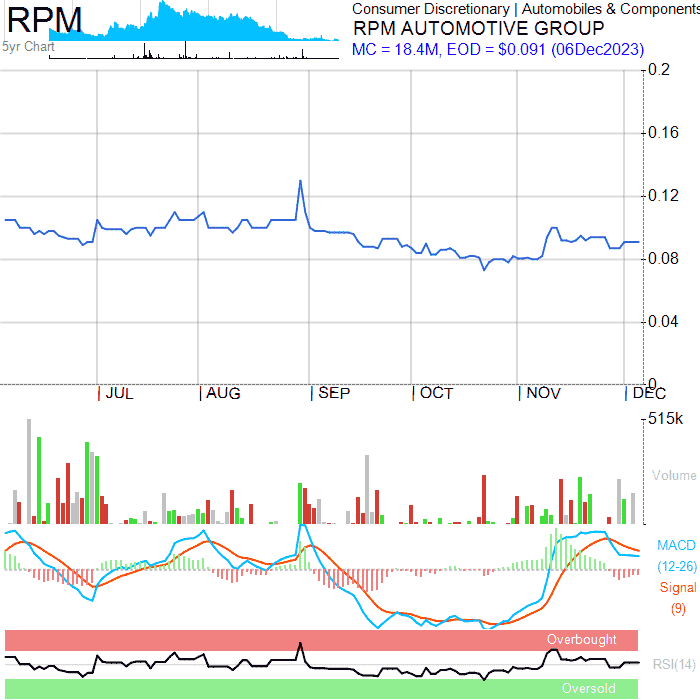 RPM
5yr Chart
Consumer Discretionary | Automobiles & Components
RPM AUTOMOTIVE GROUP
MC = 18.4M, EOD = $0.091 (06Dec2023)
0.2
0.16
0.12
0.08
0.04
0
JUL
AUG
SEP
OCT
NOV
DEC
515k
Volume
MACD
(12-26)
Signal
(9)
Overbought
RSI(14)
Oversold